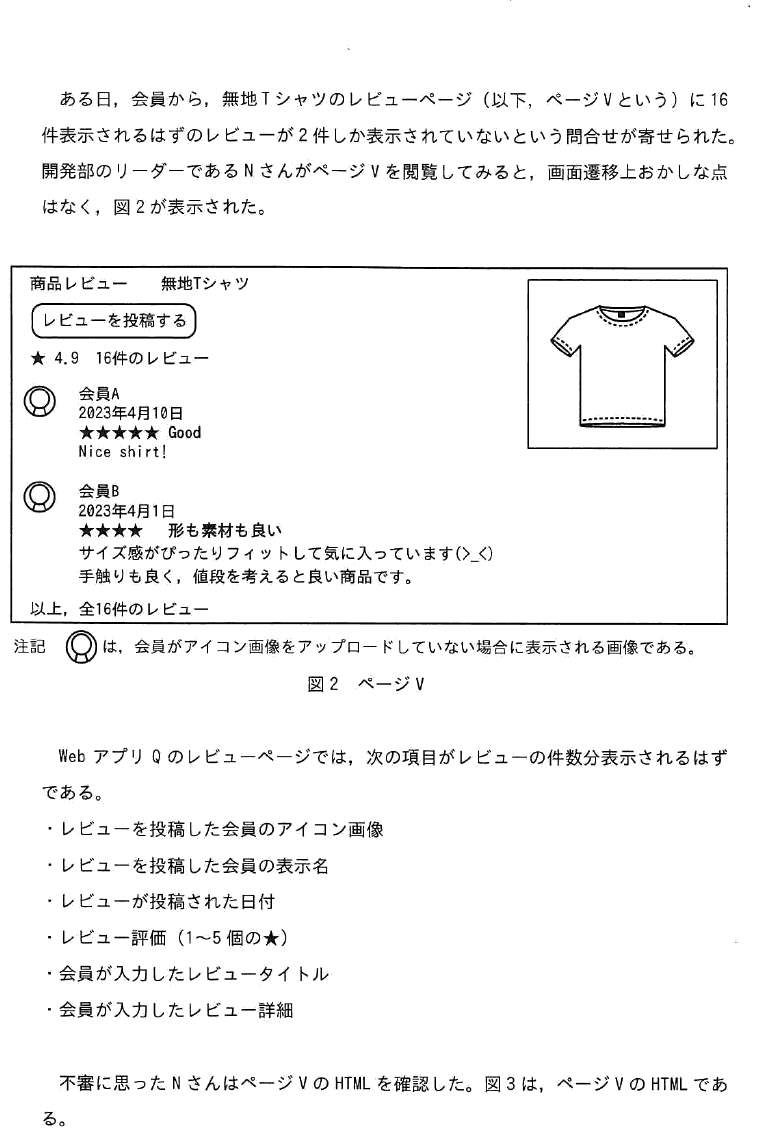 ある日，会員から，無地Tシャツのレビューページ（以下，ページVという）に16
件表示されるはずのレビューが2件しか表示されていないという問合せが寄せられた。
開発部のリーダーであるNさんがページVを閲覧してみると，画面遷移上おかしな点
はなく，図2が表示された。
商品レビュー　無地Tシャツ
レビューを投稿する
★ 4.9 16件のレビュー
会員A
2023年4月10日
★★★★★ Good
Nice shirt!
会員B
2023年4月1日
★★★★ 形も素材も良い
サイズ感がぴったりフィットして気に入っています(>_<)
手触りも良く，値段を考えると良い商品です。
以上，全16件のレビュー
注記　は，会員がアイコン画像をアップロードしていない場合に表示される画像である。
図2　ページV
Web アプリ Q のレビューページでは，次の項目がレビューの件数分表示されるはず
である。
・レビューを投稿した会員のアイコン画像
・レビューを投稿した会員の表示名
・レビューが投稿された日付
・レビュー評価（1～5個の★）
・会員が入力したレビュータイトル
・会員が入力したレビュー詳細
不審に思ったNさんはページVのHTMLを確認した。図3は，ページVのHTMLであ
る。